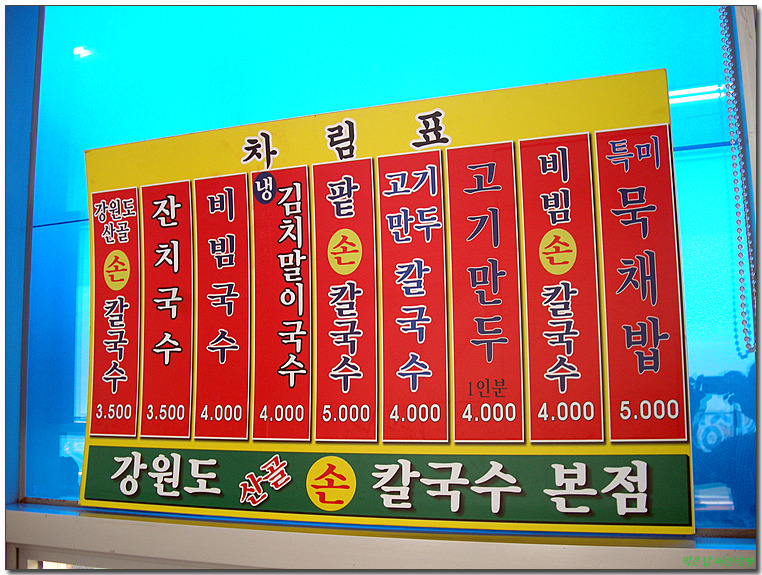 차림표
강원도
산골
손
칼국수
3.500
잔치국수
3.500
비빔국수
4.000
냉
김치말이국수
4.000
팥
손
칼국수
5.000
고기
만두
칼국수
4.000
고기만두
1인분
4.000
비빔
손
칼국수
4.000
특미
묵채밥
5.000
강원도 산골 손 칼국수 본점